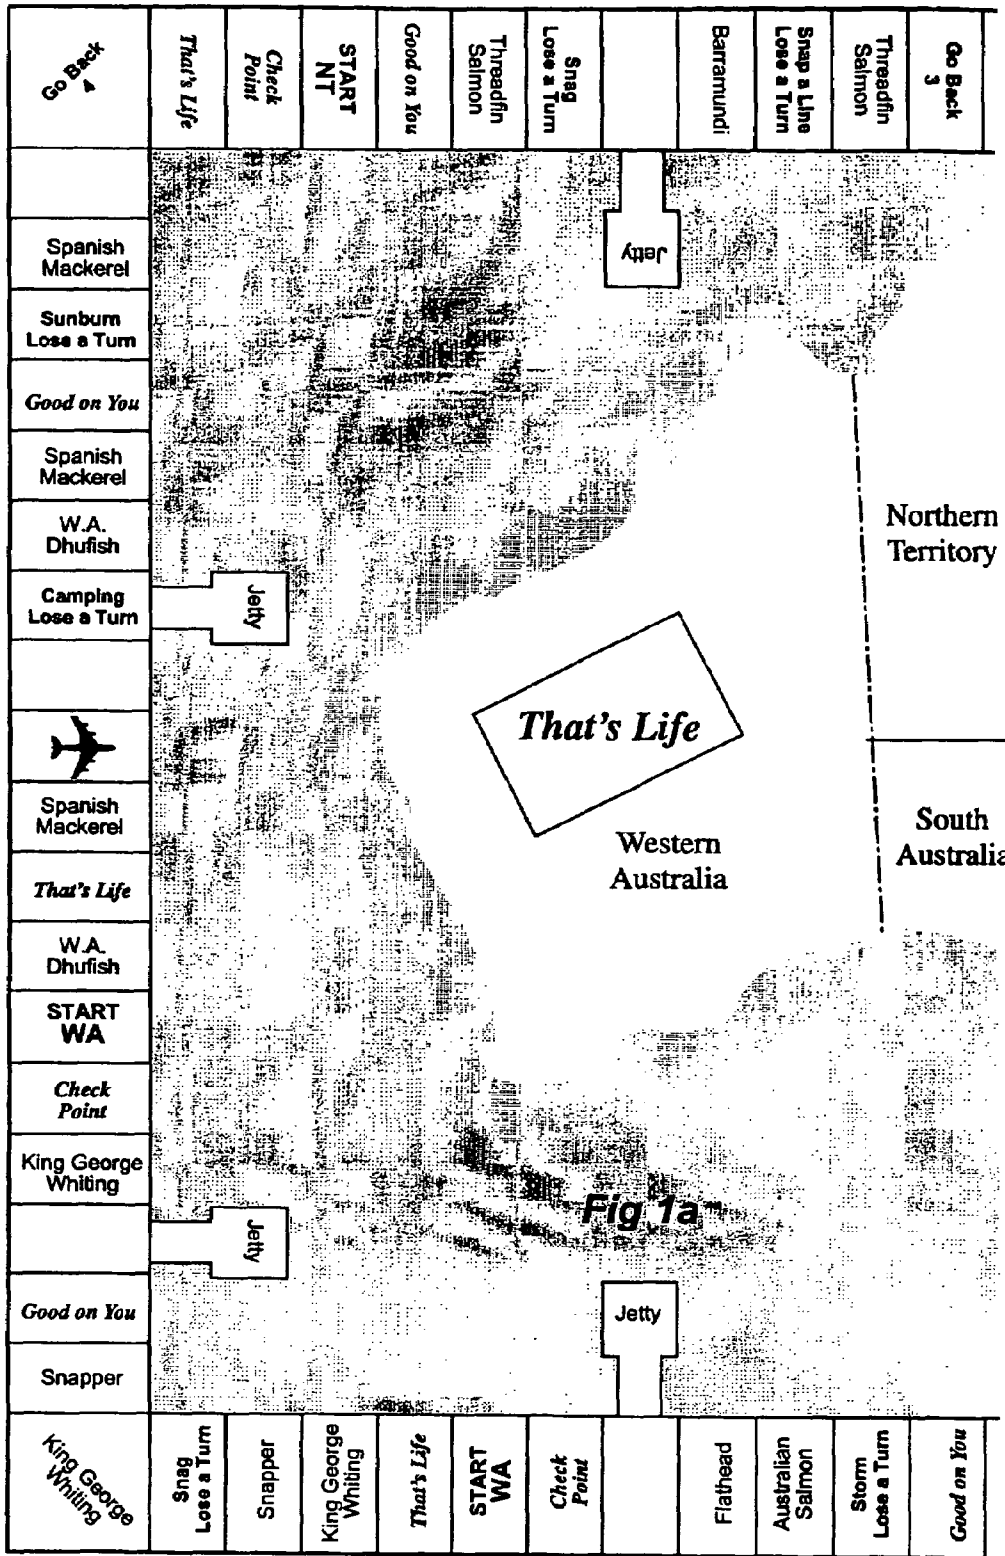 Go Back
4
That's Life
Check
Point
START
NT
Good on You
Threadfin
Salmon
Snag
Lose a Turn
Barramundi
Snap a Line
Lose a Turn
Threadfin
Salmon
Go Back
3
Jetty
Spanish
Mackerel
Sunburn
Lose a Turn
Good on You
Spanish
Mackerel
W.A.
Dhufish
Camping
Lose a Turn
Jetty
Northern
Territory
That's Life
Spanish
Mackerel
That's Life
Western
Australia
South
Australia
W.A.
Dhufish
START
WA
Check
Point
King George
Whiting
Fig 1a
Jetty
Good on You
Jetty
Snapper
King George
Whiting
Snag
Lose a Turn
Snapper
King George
Whiting
That's Life
START
WA
Check
Point
Flathead
Australian
Salmon
Storm
Lose a Turn
Good on You